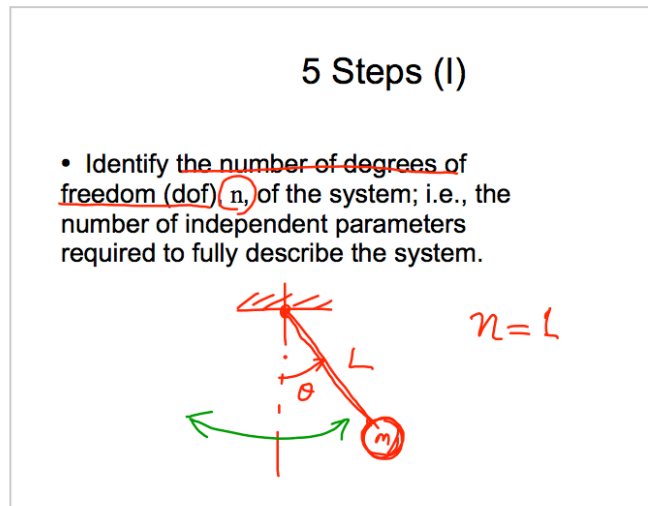 5 Steps (I)
• Identify the number of degrees of
freedom (dof), n, of the system; i.e., the
number of independent parameters
required to fully describe the system.
n=1
L
θ
m